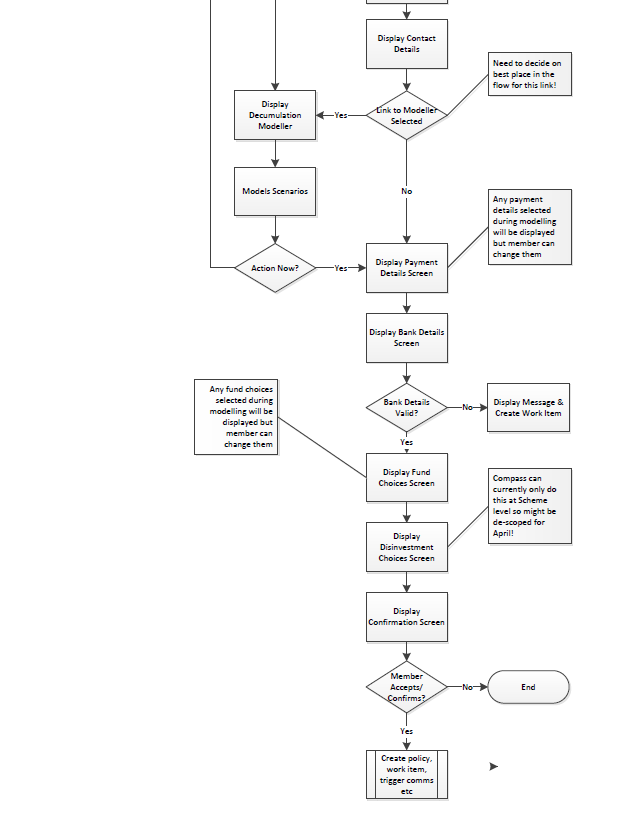 Display Contact
Details
Need to decide on
best place in the
flow for this link!
Display
Decumulation
Modeller
Yes
Link to Modeller
Selected
Models Scenarios
No
Any payment
details selected
during modelling
will be displayed
but member can
change them
Action Now?
Yes
Display Payment
Details Screen
Display Bank Details
Screen
Any fund choices
selected during
modelling will be
displayed but
member can
change them
Bank Details
Valid?
No
Display Message &
Create Work Item
Yes
Display Fund
Choices Screen
Compass can
currently only do
this at Scheme
level so might be
de-scoped for
April!
Display
Disinvestment
Choices Screen
Display
Confirmation Screen
Member
Accepts/
Confirms?
No
End
Yes
Create policy,
work item,
trigger comms
etc